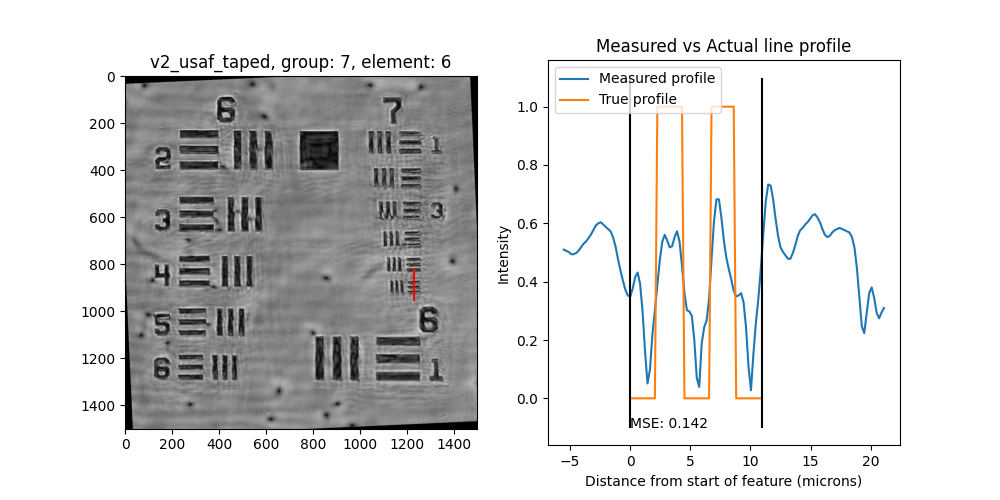 v2_usaf_taped, group: 7, element: 6
0
200
400
600
800
1000
1200
1400
0 200 400 600 800 1000 1200 1400
6 7
2 1
3 3
4
5 6
6 1
Measured vs Actual line profile
Measured profile
True profile
Intensity
1.0
0.8
0.6
0.4
0.2
0.0
MSE: 0.142
−5 0 5 10 15 20
Distance from start of feature (microns)